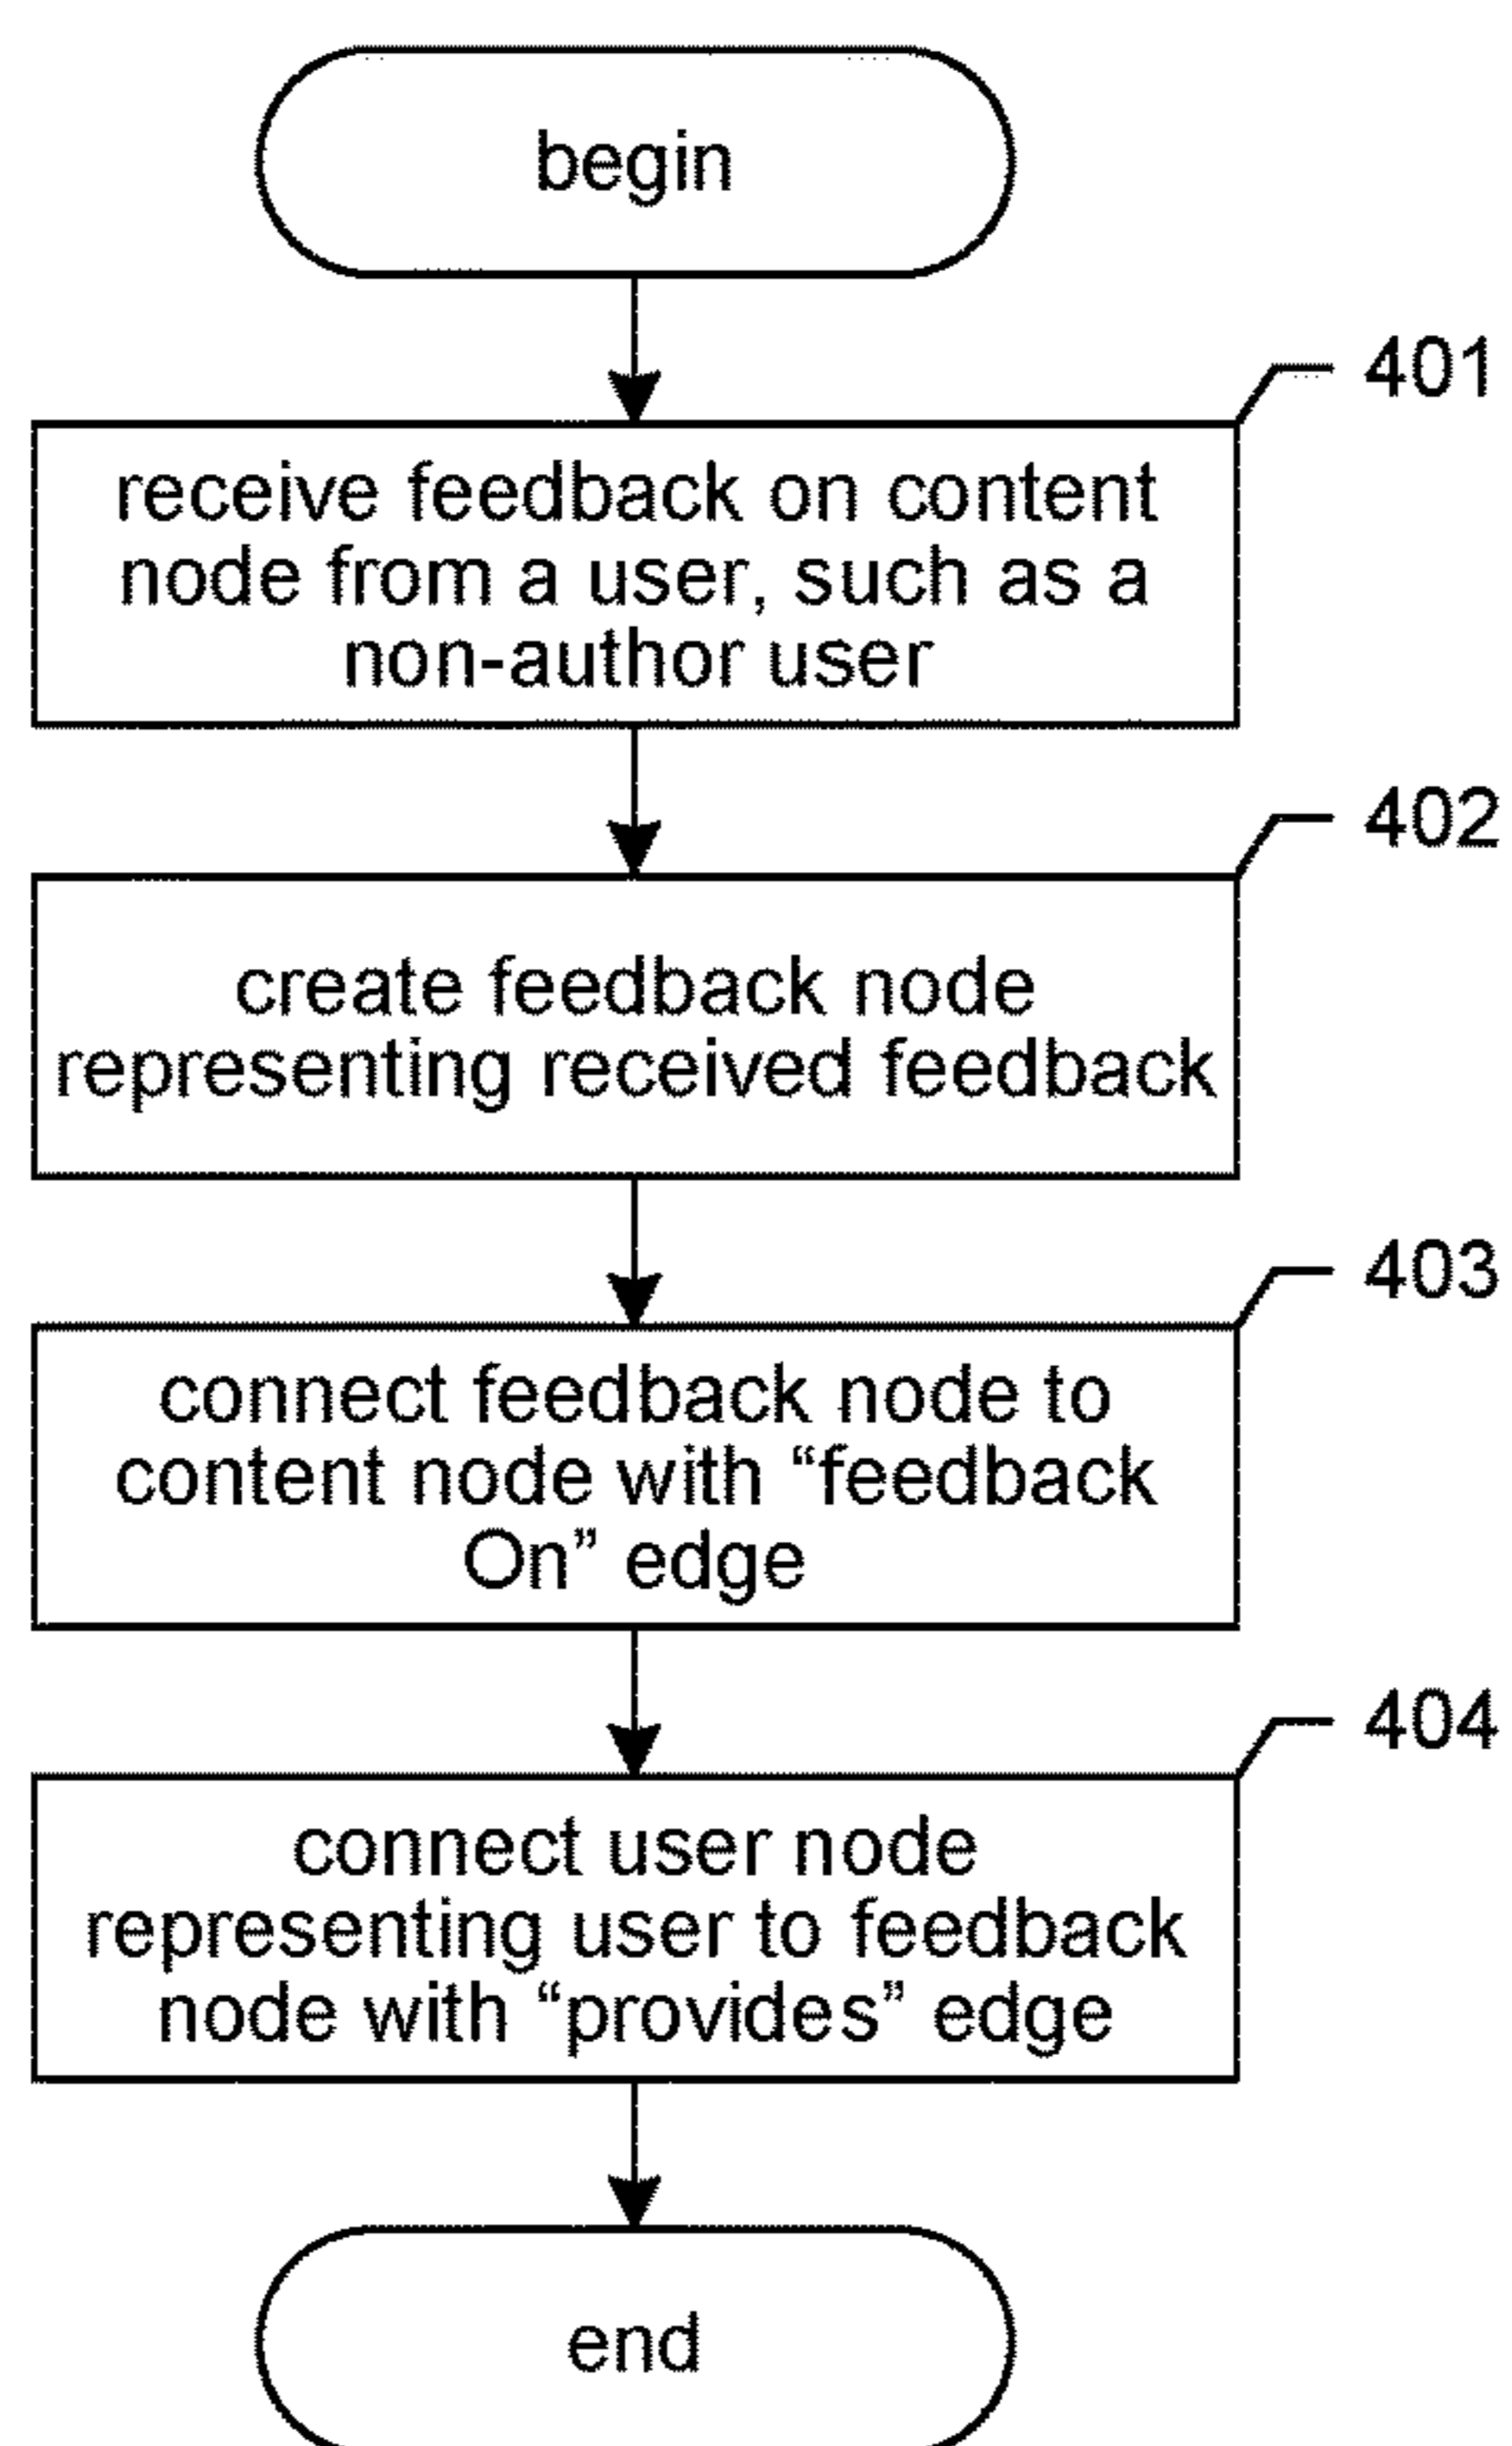 begin
401
receive feedback on content
node from a user, such as a
non-author user
402
create feedback node
representing received feedback
403
connect feedback node to
content node with “feedback
On” edge
404
connect user node
representing user to feedback
node with “provides” edge
end